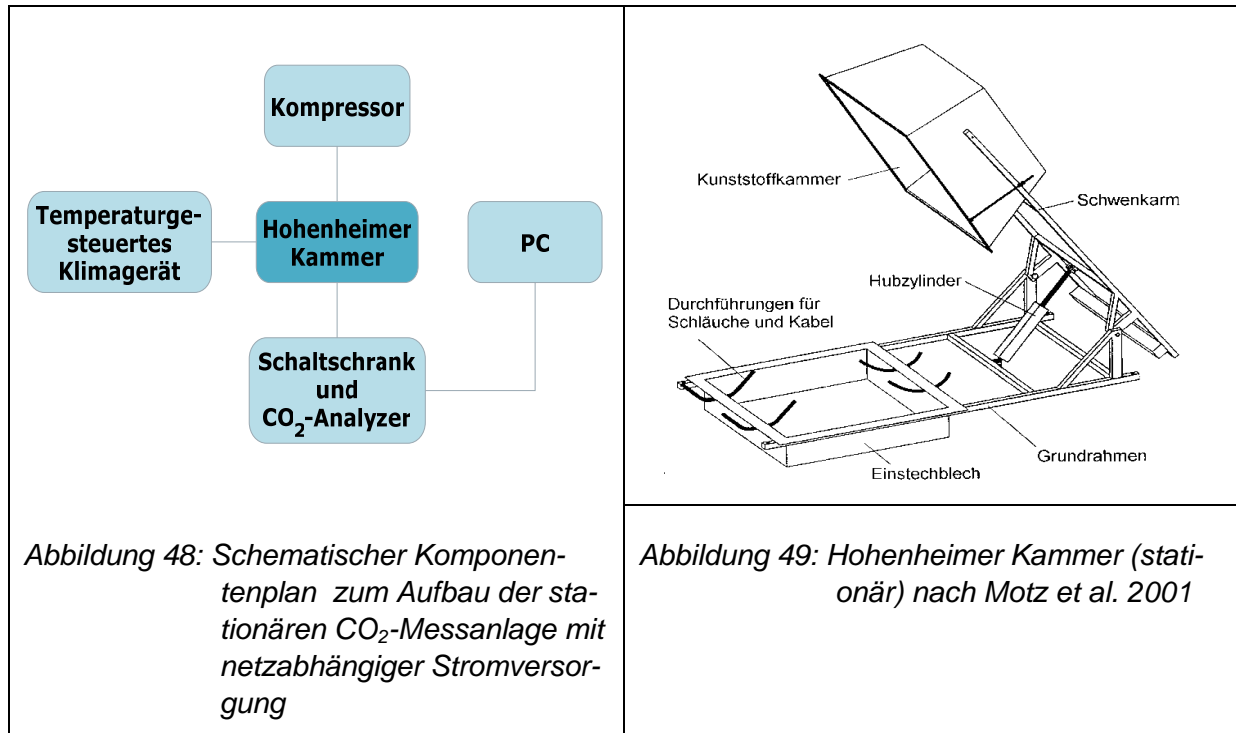 Kompressor
Temperaturge-
steuertes
Klimagerät
Hohenheimer
Kammer
PC
Schaltschrank
und
CO₂-Analyzer
Abbildung 48: Schematischer Komponen-
tenplan zum Aufbau der sta-
tionären CO₂-Messanlage mit
netzabhängiger Stromversor-
gung
Kunststoffkammer
Schwenkarm
Hubzylinder
Durchführungen für
Schläuche und Kabel
Grundrahmen
Einstechblech
Abbildung 49: Hohenheimer Kammer (stati-
onär) nach Motz et al. 2001